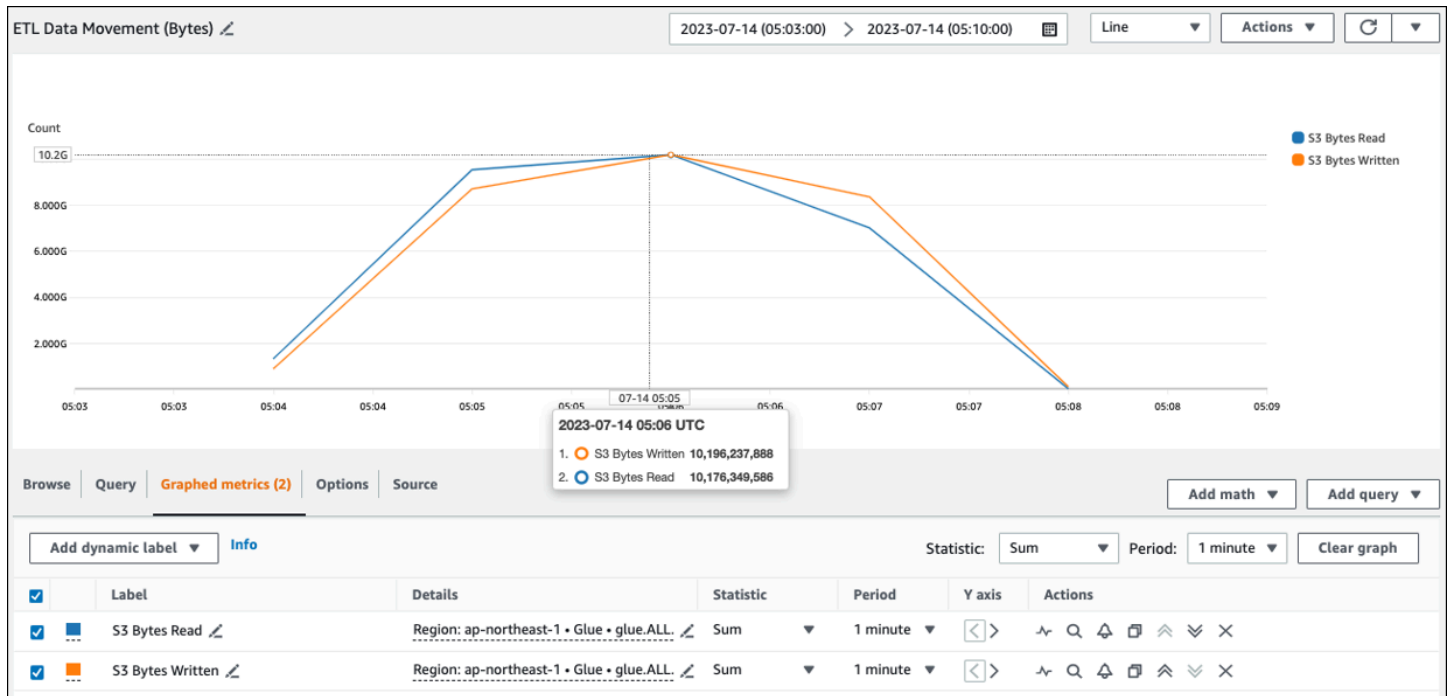 ETL Data Movement (Bytes)
2023-07-14 (05:03:00) > 2023-07-14 (05:10:00)
Line
Actions
Count
10.2G
8.000G
6.000G
4.000G
2.000G
S3 Bytes Read
S3 Bytes Written
05:03 05:03 05:04 05:04 05:05 05:05 05:06 05:06 05:07 05:07 05:08 05:08 05:09
07-14 05:05
2023-07-14 05:06 UTC
1. S3 Bytes Written 10,196,237,888
2. S3 Bytes Read 10,176,349,586
Browse Query Graphed metrics (2) Options Source
Add math Add query
Add dynamic label Info Statistic: Sum Period: 1 minute Clear graph
Label Details Statistic Period Y axis Actions
S3 Bytes Read Region: ap-northeast-1 • Glue • glue.ALL. Sum 1 minute < >
S3 Bytes Written Region: ap-northeast-1 • Glue • glue.ALL. Sum 1 minute < >